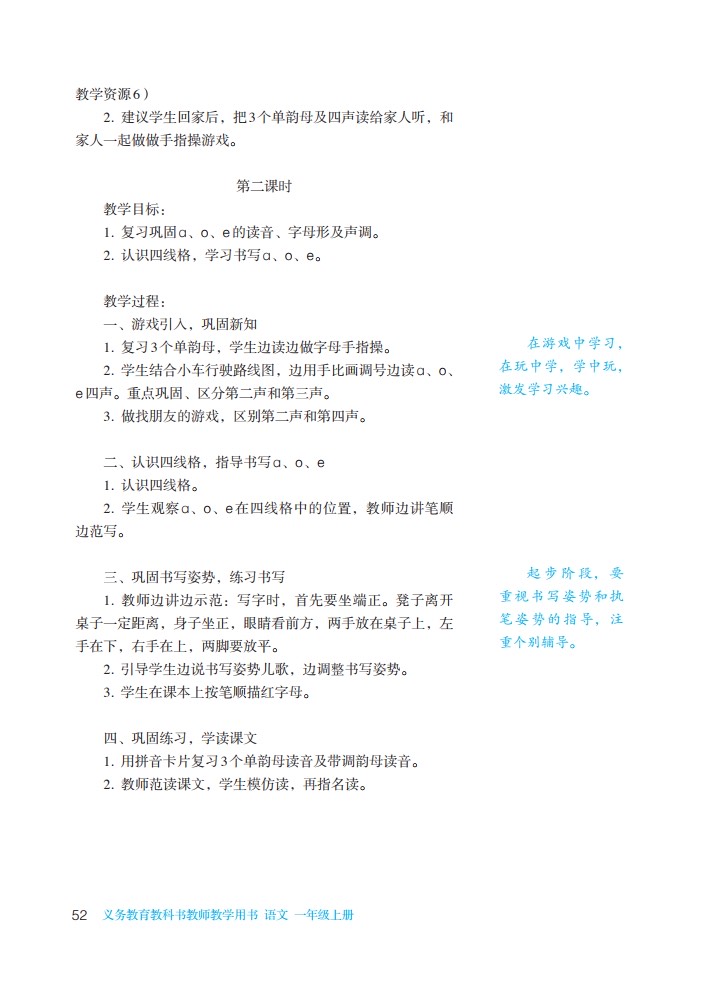 教学资源6）
2. 建议学生回家后，把3个单韵母及四声读给家人听，和
家人一起做做手指操游戏。
第二课时
教学目标：
1. 复习巩固ɑ、o、e的读音、字母形及声调。
2. 认识四线格，学习书写ɑ、o、e。
教学过程：
一、游戏引入，巩固新知
1. 复习3个单韵母，学生边读边做字母手指操。
2. 学生结合小车行驶路线图，边用手比画调号边读ɑ、o、
e四声。重点巩固、区分第二声和第三声。
3. 做找朋友的游戏，区别第二声和第四声。
在游戏中学习，
在玩中学，学中玩，
激发学习兴趣。
二、认识四线格，指导书写ɑ、o、e
1. 认识四线格。
2. 学生观察ɑ、o、e在四线格中的位置，教师边讲笔顺
边范写。
三、巩固书写姿势，练习书写
1. 教师边讲边示范：写字时，首先要坐端正。凳子离开
桌子一定距离，身子坐正，眼睛看前方，两手放在桌子上，左
手在下，右手在上，两脚要放平。
2. 引导学生边说书写姿势儿歌，边调整书写姿势。
3. 学生在课本上按笔顺描红字母。
起步阶段，要
重视书写姿势和执
笔姿势的指导，注
重个别辅导。
四、巩固练习，学读课文
1. 用拼音卡片复习3个单韵母读音及带调韵母读音。
2. 教师范读课文，学生模仿读，再指名读。
52 义务教育教科书教师教学用书 语文 一年级上册